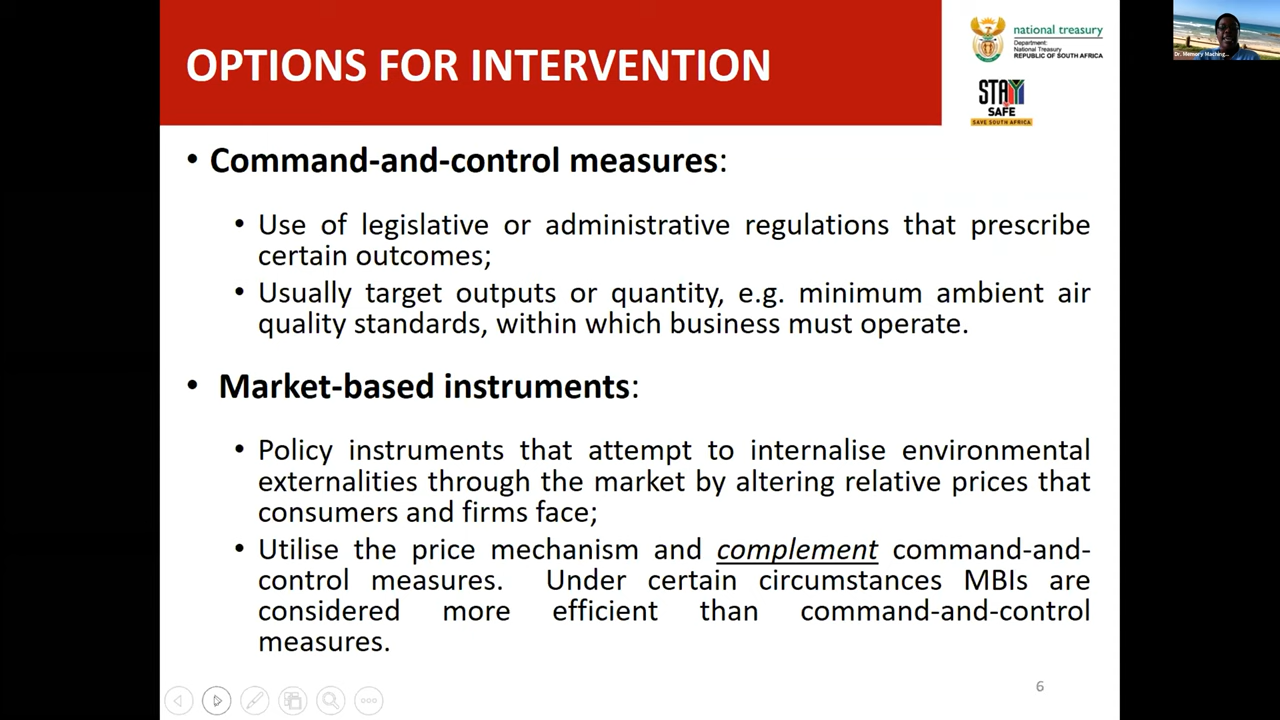 OPTIONS FOR INTERVENTION
national treasury
Department:
National Treasury
REPUBLIC OF SOUTH AFRICA
STAY
SAFE
SAVE SOUTH AFRICA
Dr. Memory Maching...
• Command-and-control measures:
• Use of legislative or administrative regulations that prescribe
certain outcomes;
• Usually target outputs or quantity, e.g. minimum ambient air
quality standards, within which business must operate.
• Market-based instruments:
• Policy instruments that attempt to internalise environmental
externalities through the market by altering relative prices that
consumers and firms face;
• Utilise the price mechanism and complement command-and-
control measures. Under certain circumstances MBIs are
considered more efficient than command-and-control
measures.
6